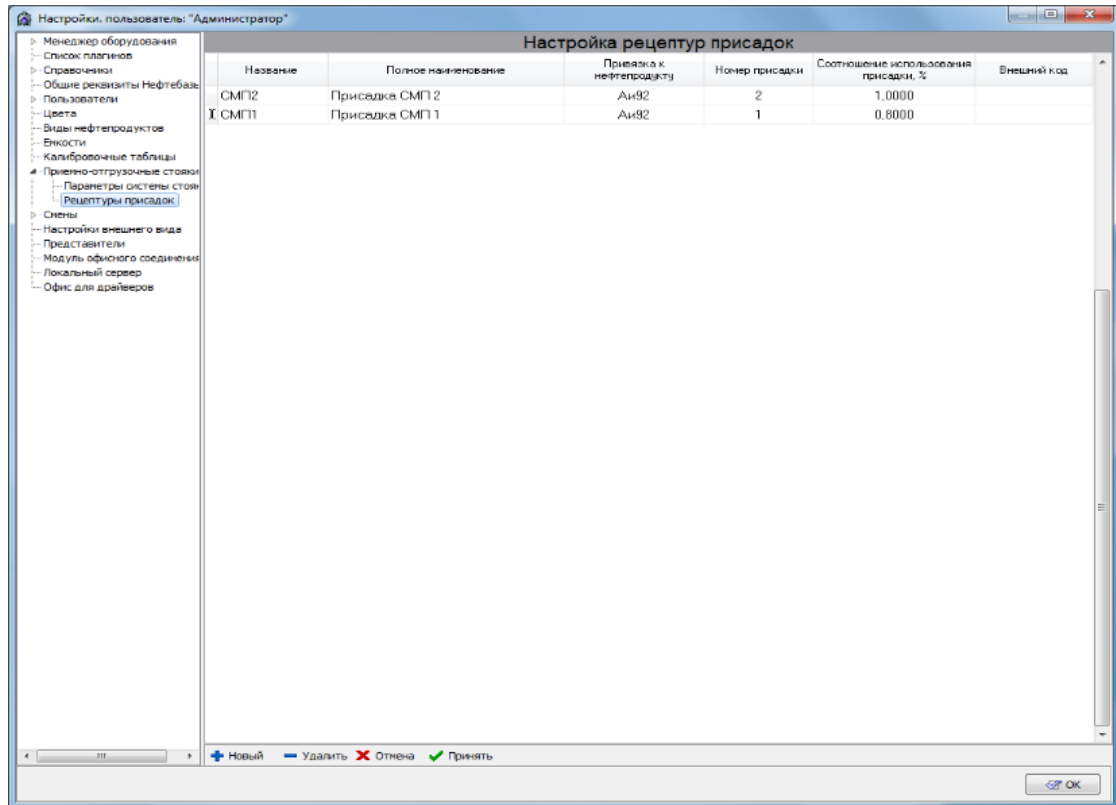 Настройки. пользователь: "Администратор"
Менеджер оборудования
Список плагинов
Справочники
Общие реквизиты Нефтебазы
Пользователи
Цвета
Виды нефтепродуктов
Емкости
Калибровочные таблицы
Приемно-отгрузочные стояки
Параметры системы стоян
Рецептуры присадок
Смены
Настройки внешнего вида
Представители
Модуль офисного соединения
Локальный сервер
Офис для драйверов
Настройка рецептур присадок
Название Полное наименование Привязка к нефтепродукту Номер присадки Соотношение использования присадки, % Внешний код
СМП2 Присадка СМП 2 Аи92 2 1,0000
СМП1 Присадка СМП 1 Аи92 1 0,8000
Новый Удалить Отмена Принять
OK